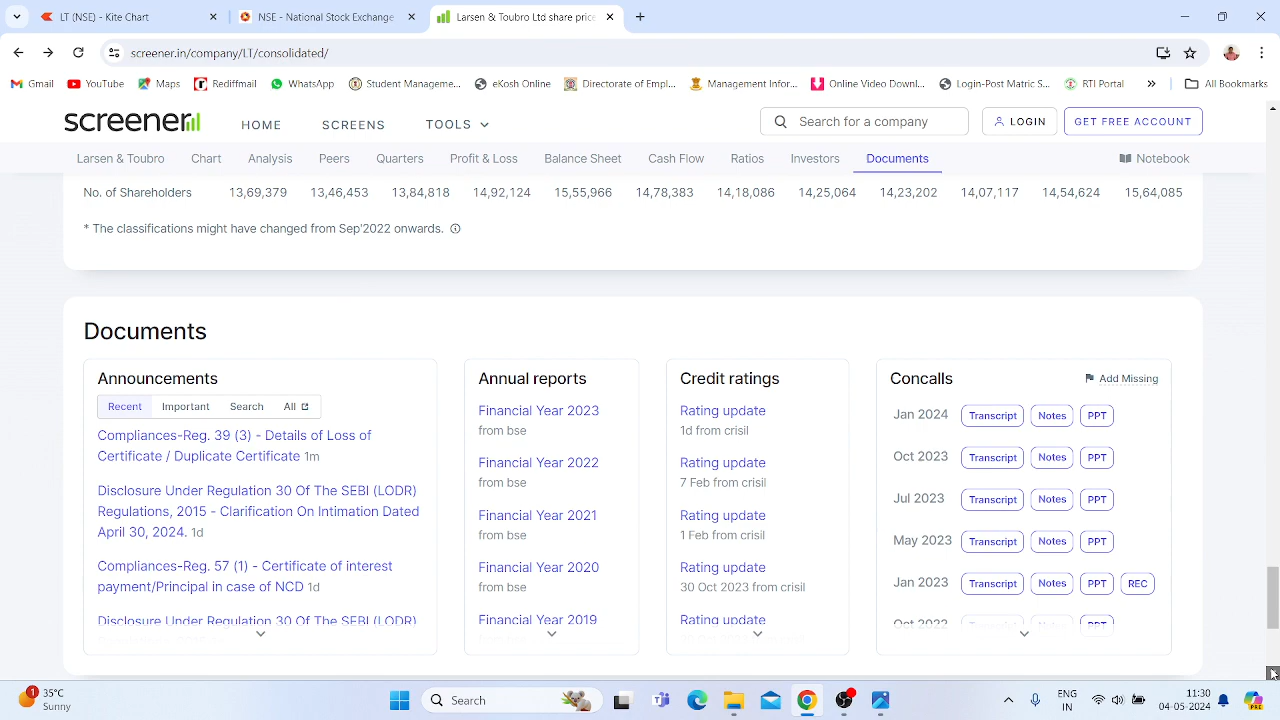 LT (NSE) - Kite Chart
NSE - National Stock Exchange
Larsen & Toubro Ltd share price
screener.in/company/LT/consolidated/
Gmail YouTube Maps Rediffmail WhatsApp Student Manageme... eKosh Online Directorate of Empl... Management Infor... Online Video Downl... Login-Post Matric S... RTI Portal » All Bookmarks
screener HOME SCREENS TOOLS Search for a company LOGIN GET FREE ACCOUNT
Larsen & Toubro Chart Analysis Peers Quarters Profit & Loss Balance Sheet Cash Flow Ratios Investors Documents Notebook
No. of Shareholders 13,69,379 13,46,453 13,84,818 14,92,124 15,55,966 14,78,383 14,18,086 14,25,064 14,23,202 14,07,117 14,54,624 15,64,085
* The classifications might have changed from Sep'2022 onwards.
Documents
Announcements
Recent Important Search All
Compliances-Reg. 39 (3) - Details of Loss of
Certificate / Duplicate Certificate 1m
Disclosure Under Regulation 30 Of The SEBI (LODR)
Regulations, 2015 - Clarification On Intimation Dated
April 30, 2024. 1d
Compliances-Reg. 57 (1) - Certificate of interest
payment/Principal in case of NCD 1d
Disclosure Under Regulation 30 Of The SEBI (LODR)
Annual reports
Financial Year 2023
from bse
Financial Year 2022
from bse
Financial Year 2021
from bse
Financial Year 2020
from bse
Financial Year 2019
Credit ratings
Rating update
1d from crisil
Rating update
7 Feb from crisil
Rating update
1 Feb from crisil
Rating update
30 Oct 2023 from crisil
Rating update
Concalls Add Missing
Jan 2024 Transcript Notes PPT
Oct 2023 Transcript Notes PPT
Jul 2023 Transcript Notes PPT
May 2023 Transcript Notes PPT
Jan 2023 Transcript Notes PPT REC
Oct 2022 Transcript Notes PPT
1 35°C
Sunny
Search
ENG
IN
11:30
04-05-2024
PRE